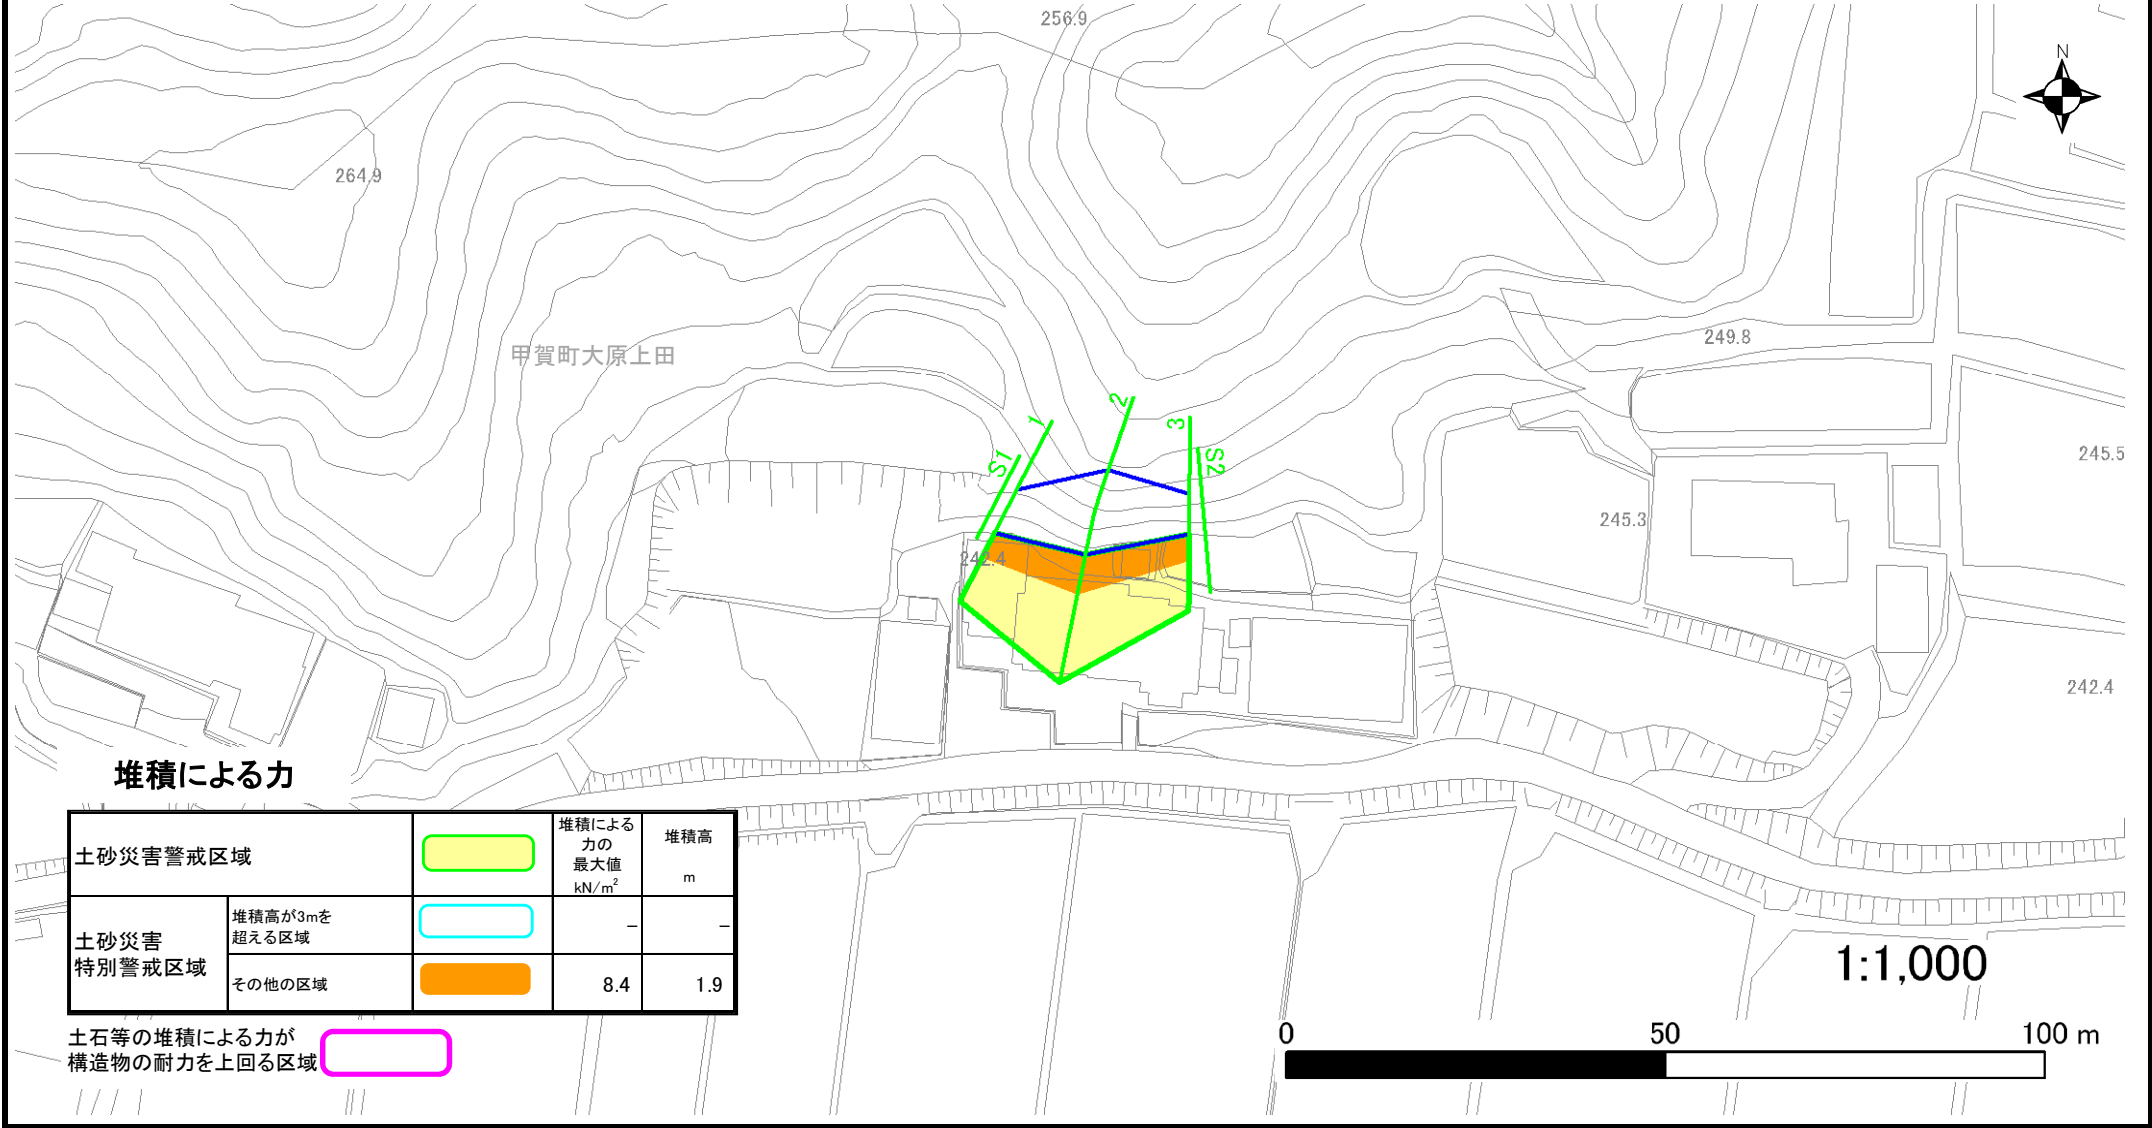 256.9
N
264.9
甲賀町大原上田
249.8
2
1
3
S1
S2
245.5
245.3
242.4
242.4
堆積による力
土砂災害警戒区域
堆積による
力の
最大値
kN/m²
堆積高
m
土砂災害
特別警戒区域
堆積高が3mを
超える区域
–
–
その他の区域
8.4
1.9
土石等の堆積による力が
構造物の耐力を上回る区域
1:1,000
0
50
100 m